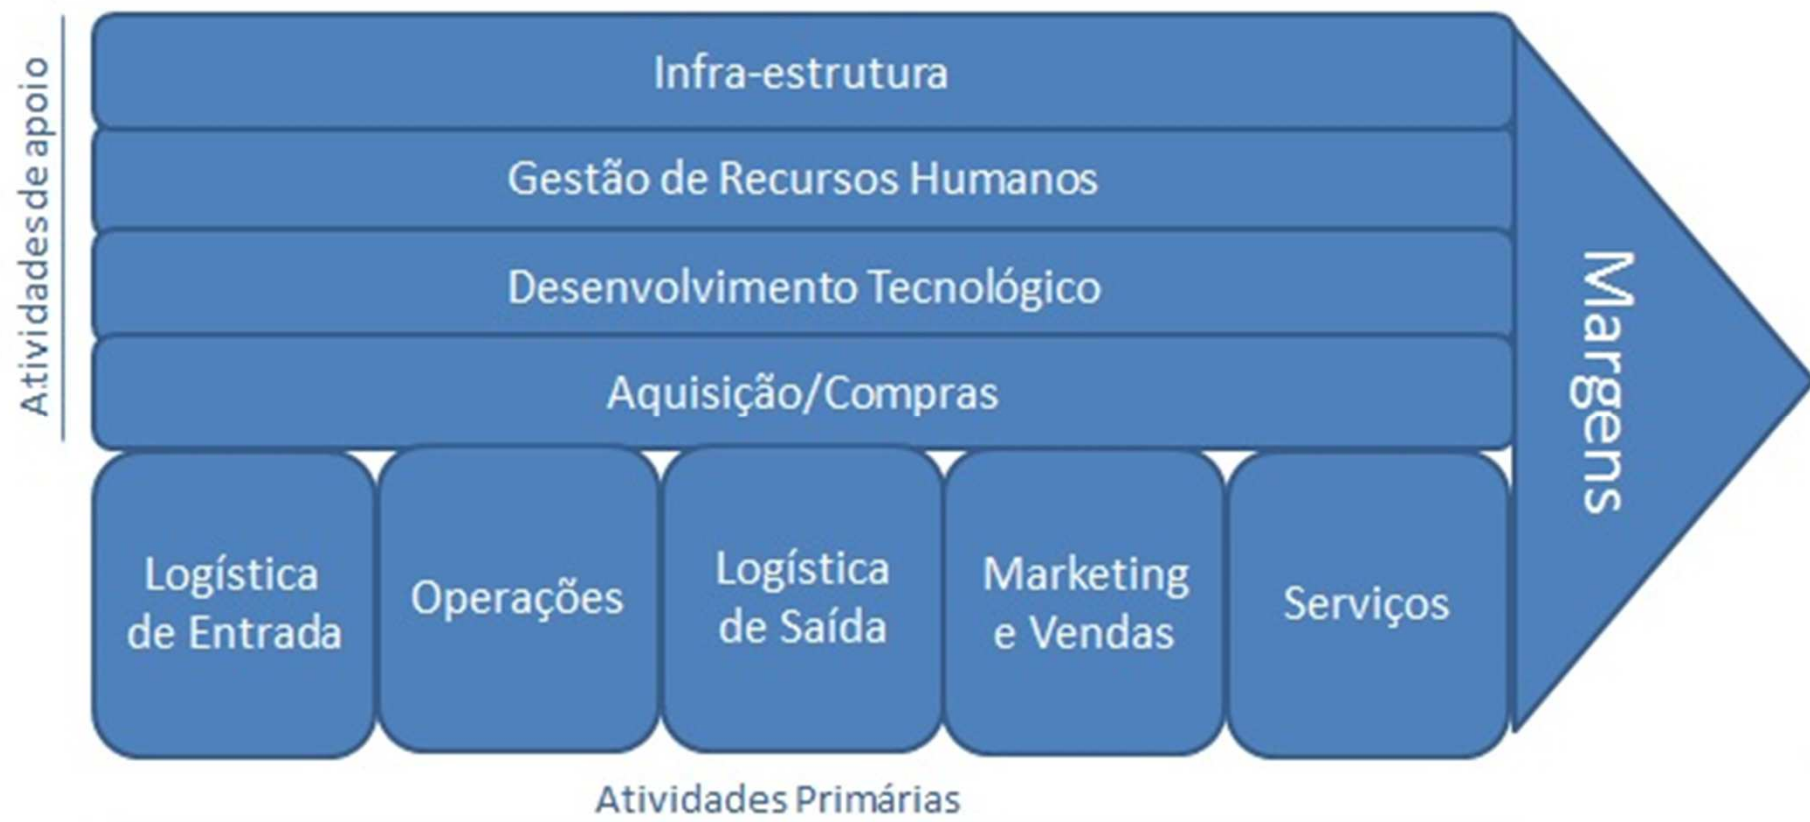 Atividades de apoio
Infra-estrutura
Gestão de Recursos Humanos
Desenvolvimento Tecnológico
Aquisição/Compras
Logística
de Entrada
Operações
Logística
de Saída
Marketing
e Vendas
Serviços
Margens
Atividades Primárias